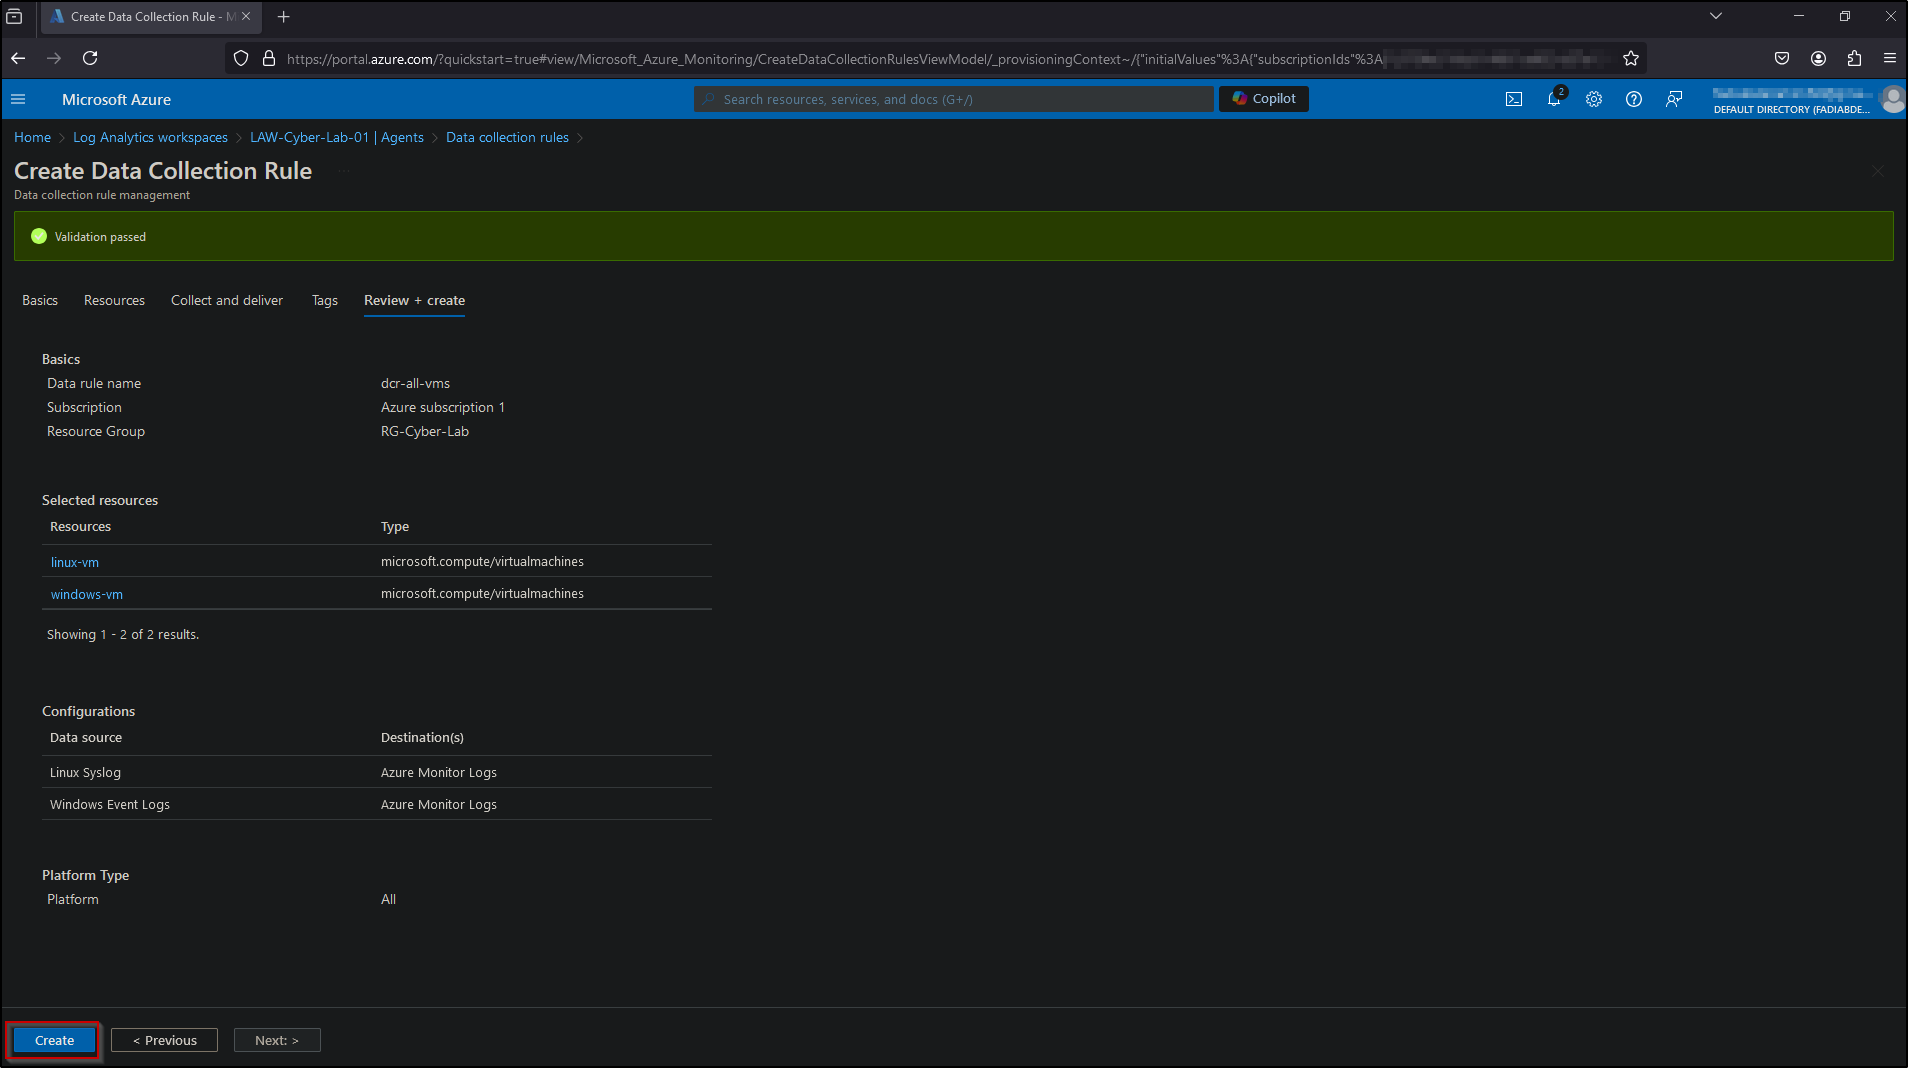 Create Data Collection Rule - M
https://portal.azure.com/?quickstart=true#view/Microsoft_Azure_Monitoring/CreateDataCollectionRulesViewModel/_provisioningContext~/{"initialValues"%3A{"subscriptionIds"%3A
Microsoft Azure
Search resources, services, and docs (G+/)
Copilot
2
DEFAULT DIRECTORY (FADIABDE...
Home > Log Analytics workspaces > LAW-Cyber-Lab-01 | Agents > Data collection rules >
Create Data Collection Rule ...
Data collection rule management
Validation passed
Basics Resources Collect and deliver Tags Review + create
Basics
Data rule name dcr-all-vms
Subscription Azure subscription 1
Resource Group RG-Cyber-Lab
Selected resources
Resources Type
linux-vm microsoft.compute/virtualmachines
windows-vm microsoft.compute/virtualmachines
Showing 1 - 2 of 2 results.
Configurations
Data source Destination(s)
Linux Syslog Azure Monitor Logs
Windows Event Logs Azure Monitor Logs
Platform Type
Platform All
Create < Previous Next: >